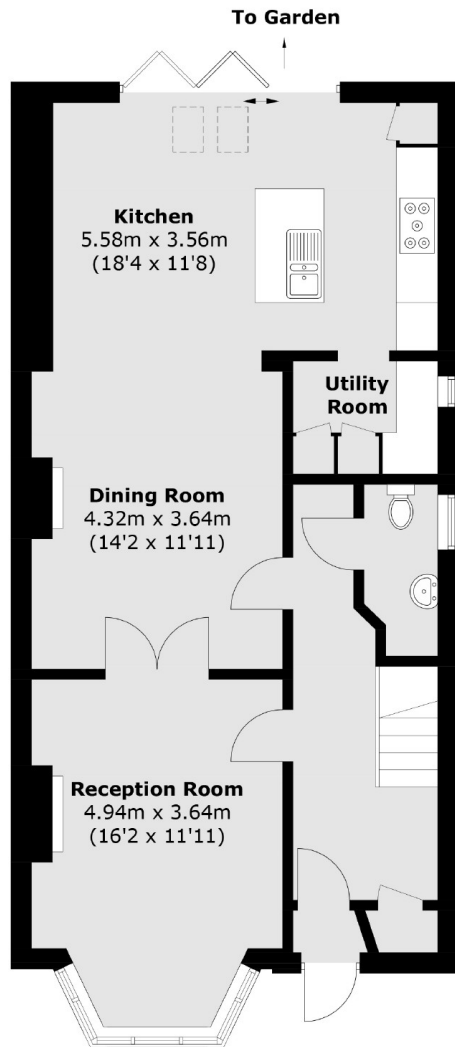 To Garden
Kitchen
5.58m x 3.56m
(18'4 x 11'8)
Utility
Room
Dining Room
4.32m x 3.64m
(14'2 x 11'11)
Reception Room
4.94m x 3.64m
(16'2 x 11'11)